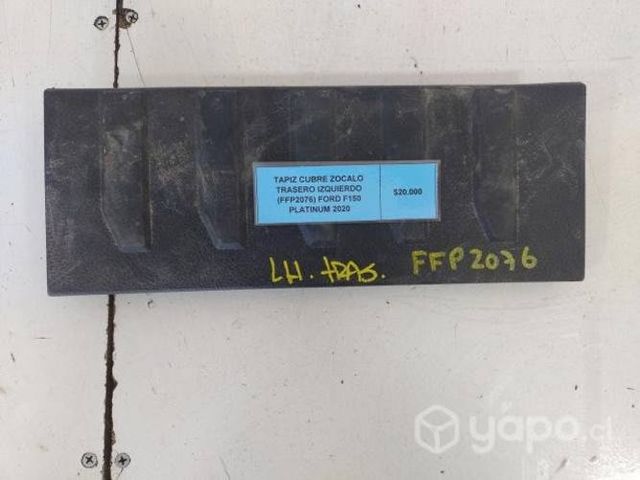 TAPIZ CUBRE ZOCALO
TRASERO IZQUIERDO
(FFP2076) FORD F150
PLATINUM 2020
$20.000
LH. TRAS.
FFP2076
yapo.cl